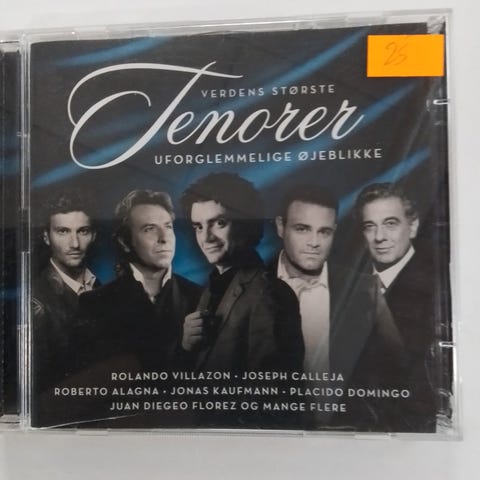 25
VERDENS STØRSTE
Tenorer
UFORGLEMMELIGE ØJEBLIKKE
ROLANDO VILLAZON · JOSEPH CALLEJA
ROBERTO ALAGNA · JONAS KAUFMANN · PLACIDO DOMINGO
JUAN DIEGEO FLOREZ OG MANGE FLERE